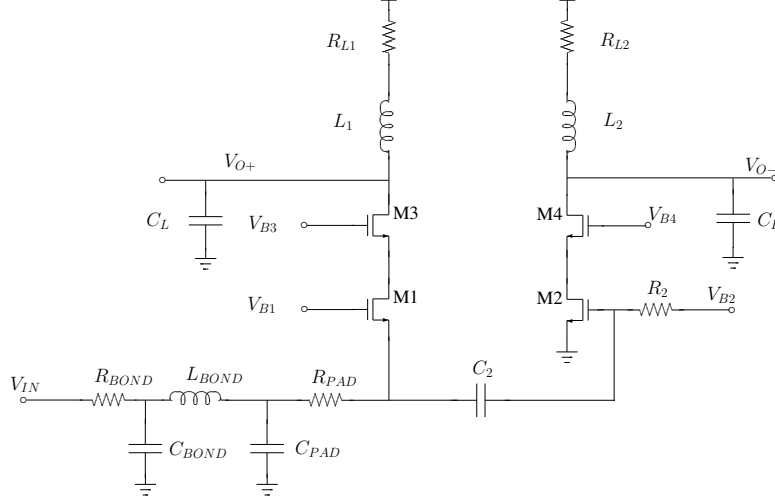 R_{L1} R_{L2}
L_1 L_2
V_{O+} V_{O−}
C_L V_{B3} M3 M4 V_{B4}
V_{B1} M1 M2 R_2 V_{B2}
V_{IN} R_{BOND} L_{BOND} R_{PAD} C_2
C_{BOND} C_{PAD}